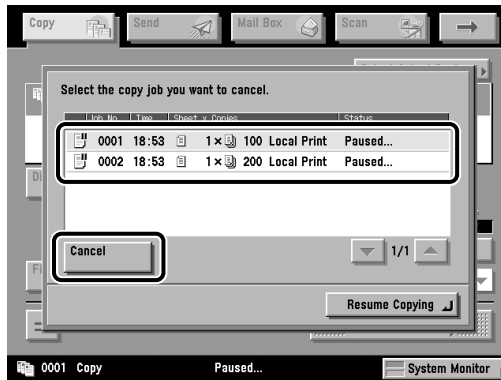 Copy Send Mail Box Scan
Select the copy job you want to cancel.
Job No. Time Sheet x Copies Status
0001 18:53 1 × 100 Local Print Paused...
0002 18:53 1 × 200 Local Print Paused...
Di
Cancel 1/1
Fi
Resume Copying
0001 Copy Paused... System Monitor